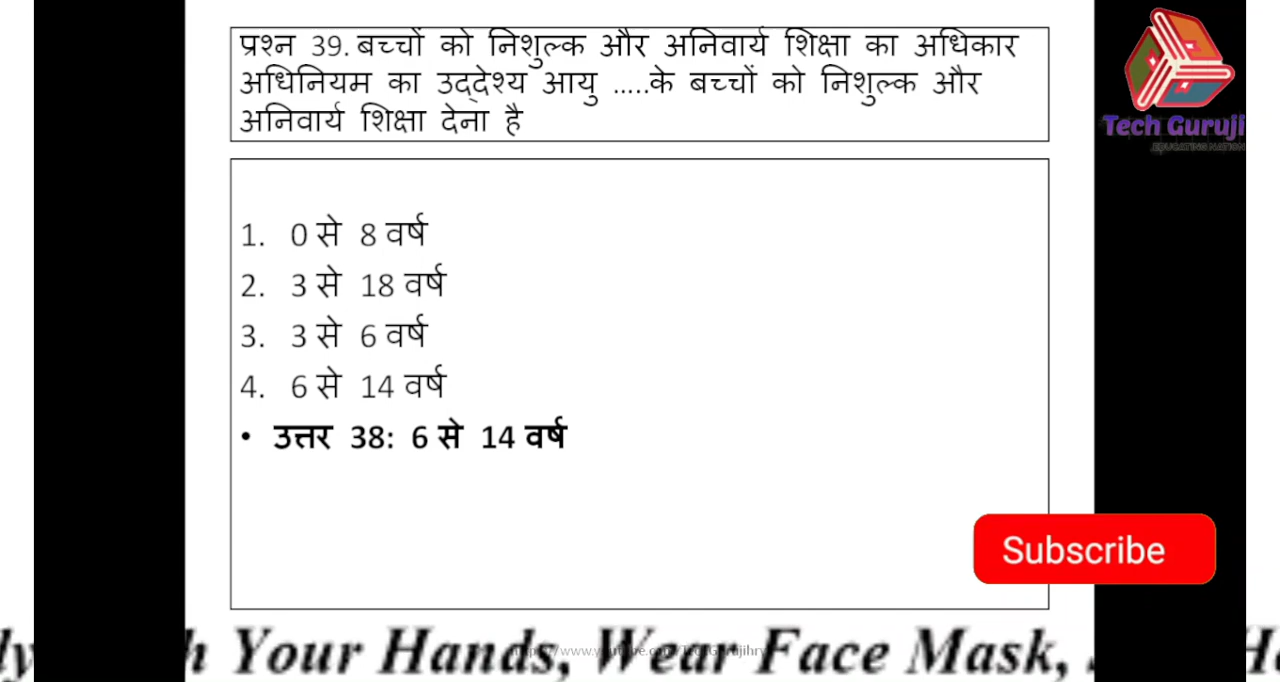 प्रश्न 39. बच्चों को निशुल्क और अनिवार्य शिक्षा का अधिकार
अधिनियम का उद्देश्य आयु .....के बच्चों को निशुल्क और
अनिवार्य शिक्षा देना है
Tech Guruji
EDUCATING NATION
1. 0 से 8 वर्ष
2. 3 से 18 वर्ष
3. 3 से 6 वर्ष
4. 6 से 14 वर्ष
• उत्तर 38: 6 से 14 वर्ष
Subscribe
h Your Hands, Wear Face Mask,